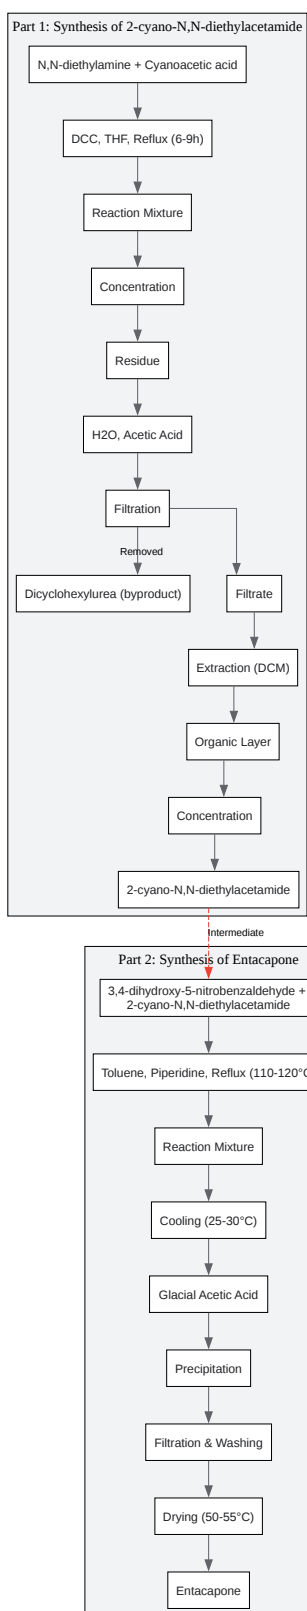 Part 1: Synthesis of 2-cyano-N,N-diethylacetamide
N,N-diethylamine + Cyanoacetic acid
DCC, THF, Reflux (6-9h)
Reaction Mixture
Concentration
Residue
H2O, Acetic Acid
Filtration
Removed
Dicyclohexylurea (byproduct)
Filtrate
Extraction (DCM)
Organic Layer
Concentration
2-cyano-N,N-diethylacetamide
Intermediate
Part 2: Synthesis of Entacapone
3,4-dihydroxy-5-nitrobenzaldehyde +
2-cyano-N,N-diethylacetamide
Toluene, Piperidine, Reflux (110-120°C
Reaction Mixture
Cooling (25-30°C)
Glacial Acetic Acid
Precipitation
Filtration & Washing
Drying (50-55°C)
Entacapone